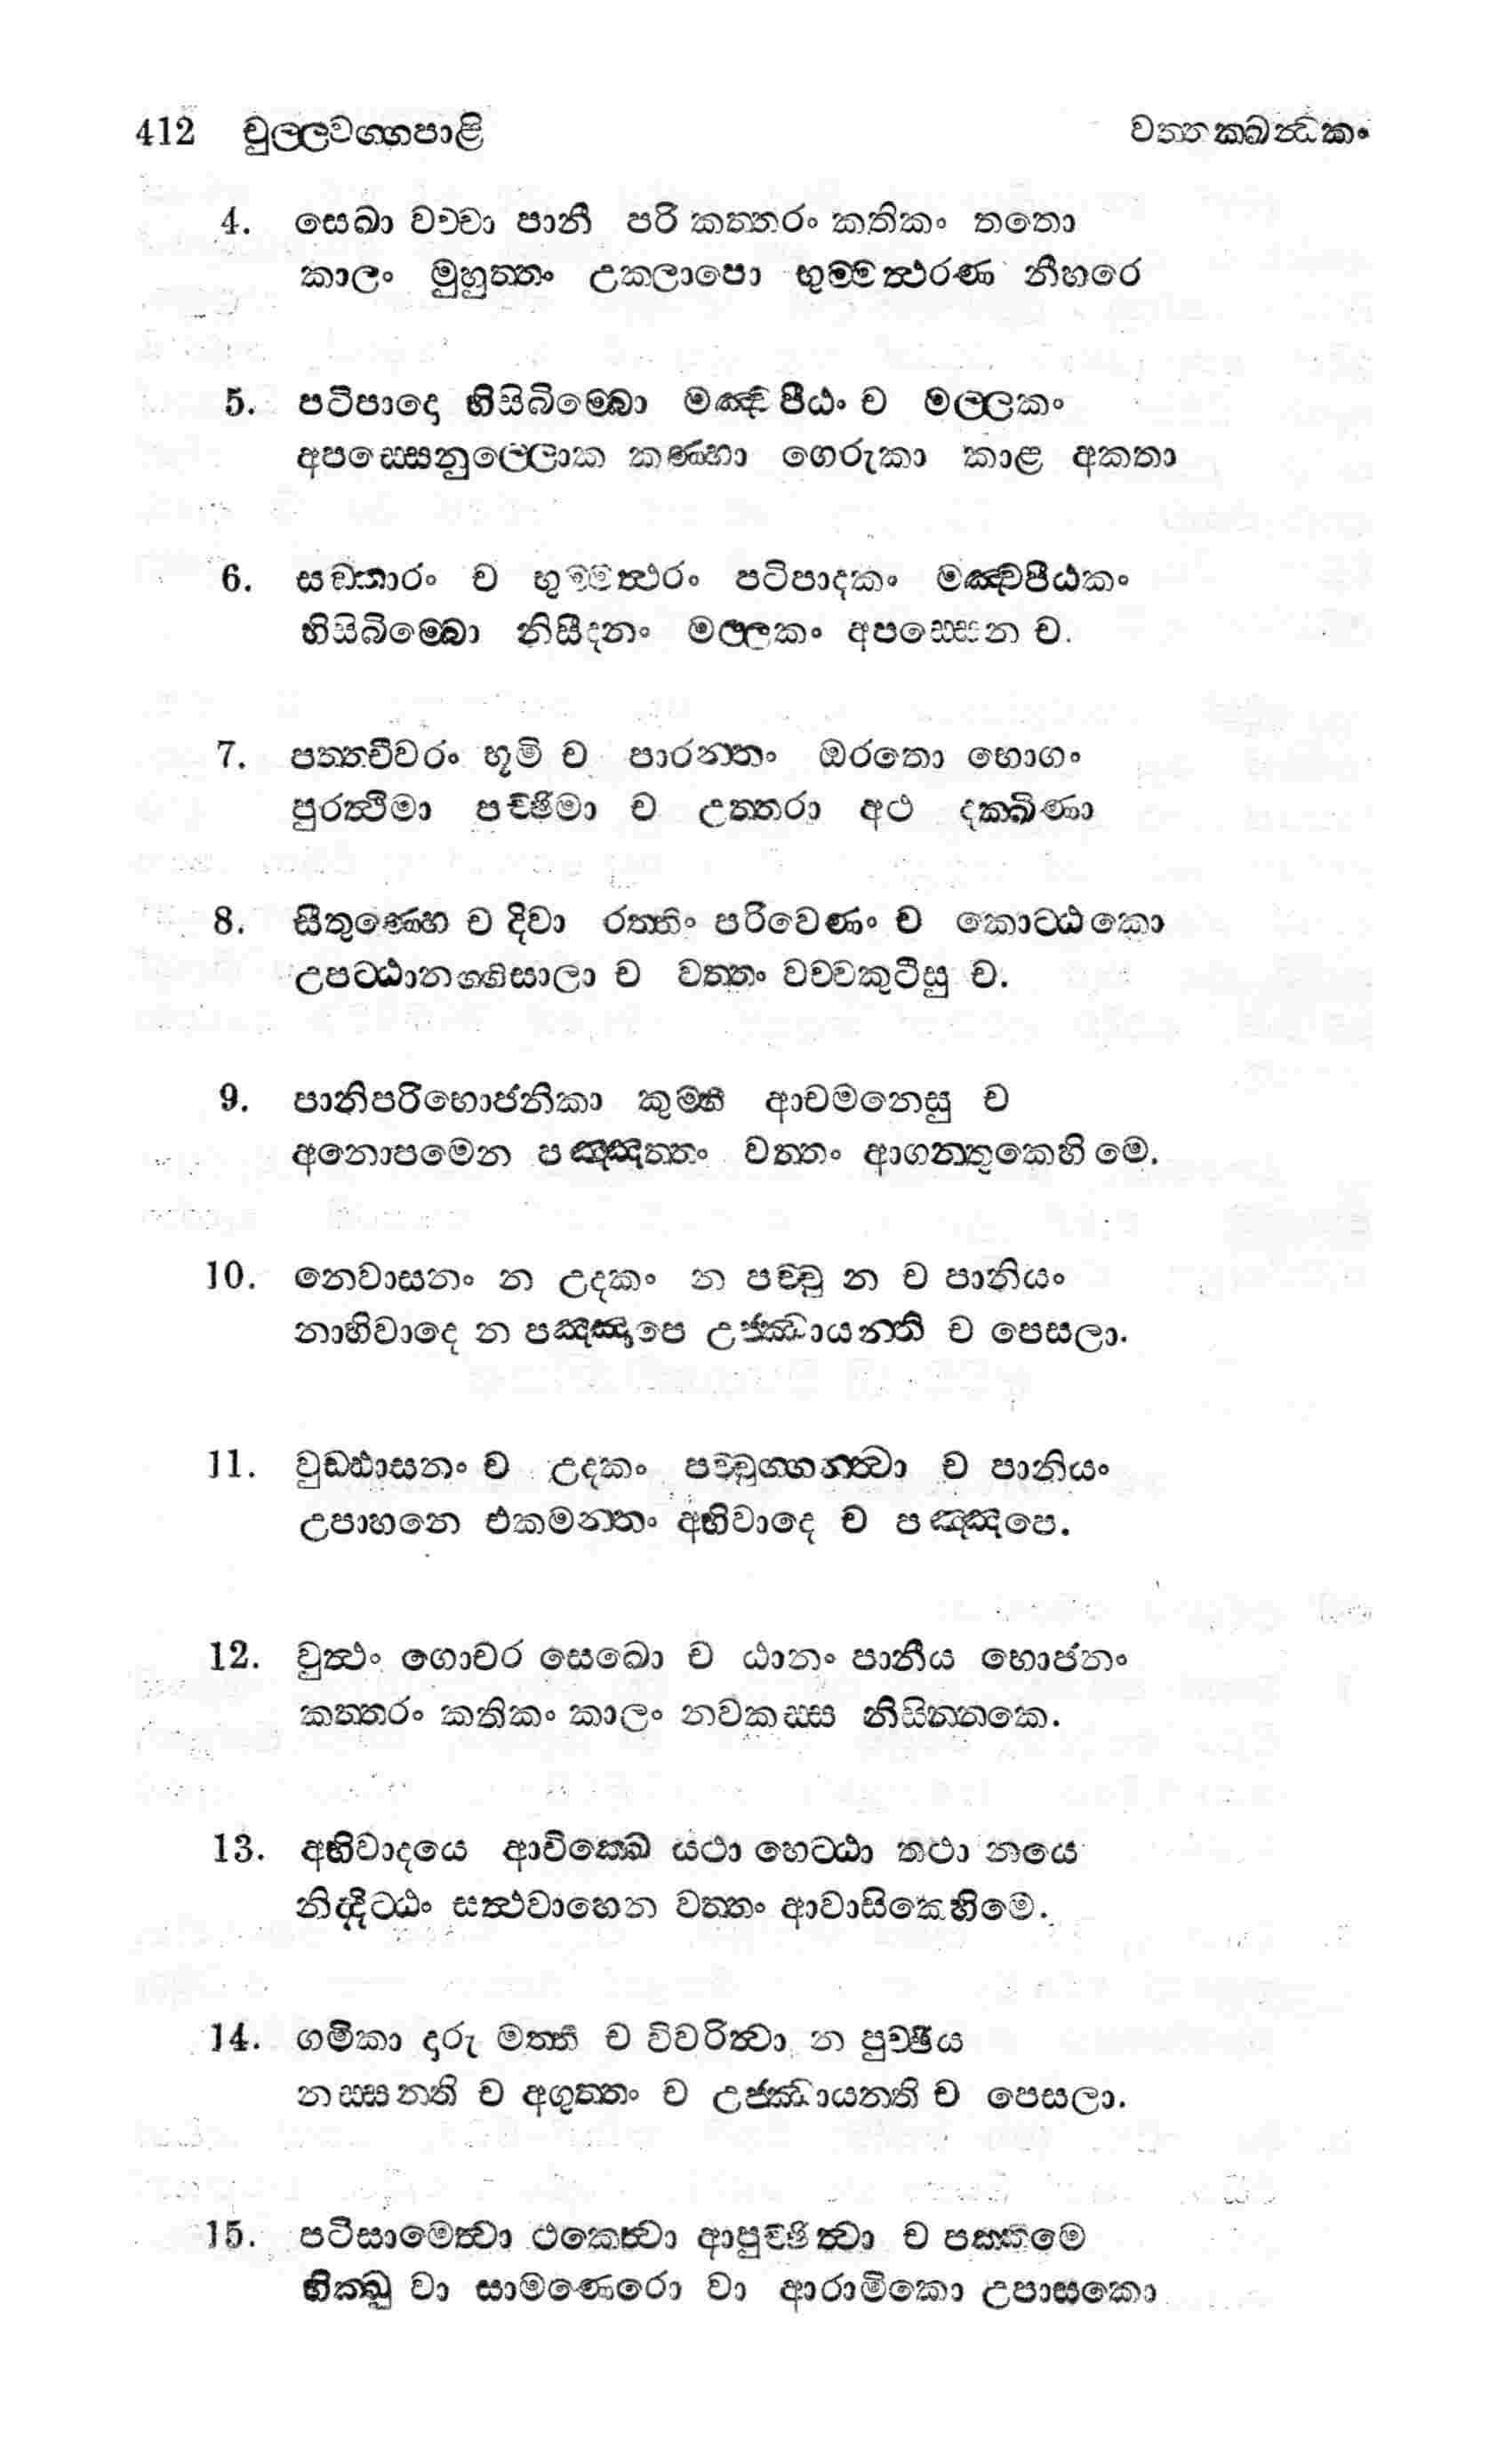 412 චුල්ලවග්ගපාළි වත්තක්ඛන්ධකං
4. සෙඛා වච්චා පානී පරි කත්තරං කතිකං තතො
කාලං මුහුත්තං උක්ලාපො භුම්මත්ථරණ නීහරෙ
5. පටිපාදො භිසිබිම්බො මඤ්චපීඨං ච මල්ලකං
අපස්සෙනුල්ලොක කණ්හා ගෙරුකා කාළ අකතා
6. සඞ්කාරං ච භුම්මත්ථරං පටිපාදකං මඤ්චපීඨකං
භිසිබිම්බො නිසීදනං මල්ලකං අපස්සෙන ච.
7. පත්තචීවරං භූමි ච පාරන්තං ඔරතො භොගං
පුරත්ථිමා පච්ඡිමා ච උත්තරා අථ දක්ඛිණා
8. සීතුණ්හෙ ච දිවා රත්තිං පරිවෙණං ච කොට්ඨකො
උපට්ඨානග්ගිසාලා ච වත්තං වච්චකුටීසු ච.
9. පානිපරිභොජනිකා කුම්භි ආචමනෙසු ච
අනොපමෙන පඤ්ඤත්තං වත්තං ආගන්තුකෙහි මෙ.
10. නෙවාසනං න උදකං න පච්චු න ච පානියං
නාභිවාදෙ න පඤ්ඤාපෙ උජ්ඣායන්ති ච පෙසලා.
11. වුඩ්ඪාසනං ච උදකං පච්චුග්ගන්ත්වා ච පානියං
උපාහනෙ එකමන්තං අභිවාදෙ ච පඤ්ඤපෙ.
12. වුත්ථං ගොචර සෙඛො ච ඨානං පානීය භොජනං
කත්තරං කතිකං කාලං නවකස්ස නිසින්නකෙ.
13. අභිවාදයෙ ආචික්ඛෙ යථා හෙට්ඨා තථා නයෙ
නිද්දිට්ඨං සත්ථවාහෙන වත්තං ආවාසිකෙහිමෙ.
14. ගමිකා දාරු මත්තී ච විවරිත්වා න පුච්ඡිය
නස්සන්ති ච අගුත්තං ච උජ්ඣායන්ති ච පෙසලා.
15. පටිසාමෙත්වා ථකෙත්වා ආපුච්ඡිත්වා ච පක්කමෙ
භික්ඛු වා සාමණෙරො වා ආරාමිකො උපාසකො